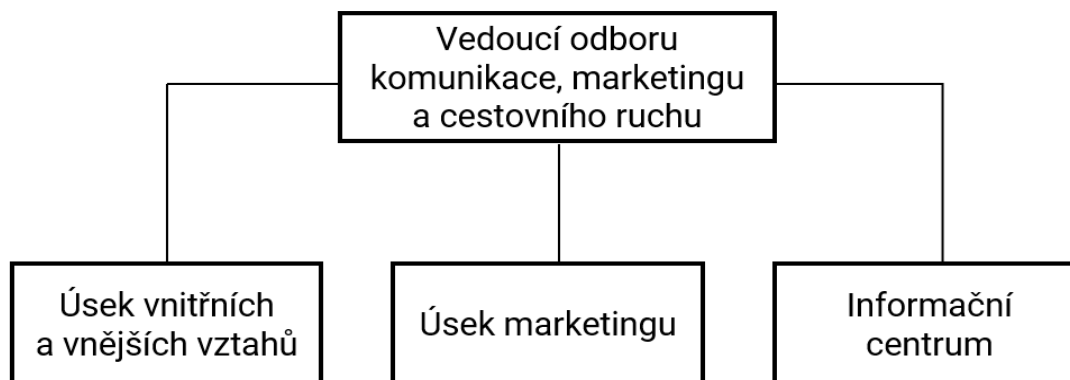 Vedoucí odboru
komunikace, marketingu
a cestovního ruchu
Úsek vnitřních
a vnějších vztahů
Úsek marketingu
Informační
centrum